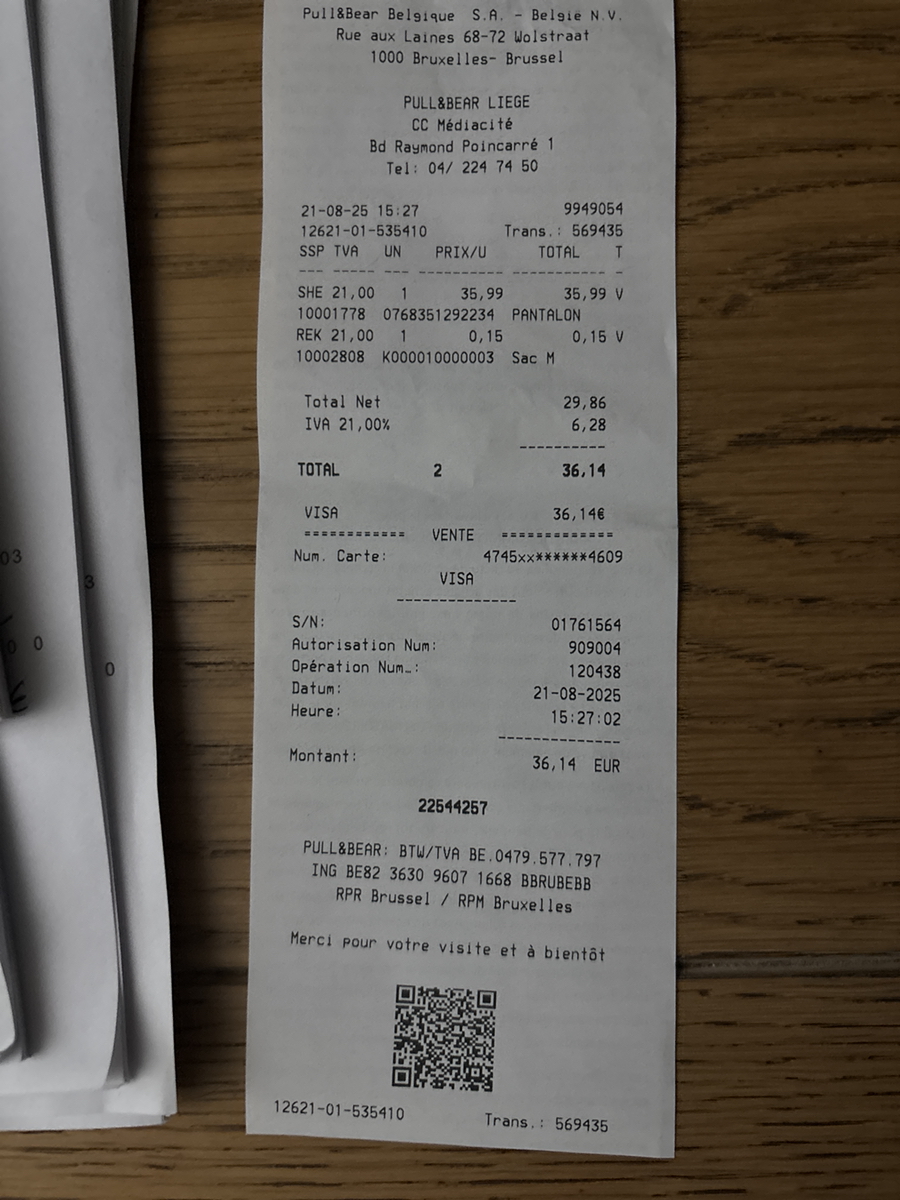 Pull&Bear Belgique S.A. - Belgie N.V.
Rue aux Laines 68-72 Wolstraat
1000 Bruxelles- Brussel
PULL&BEAR LIEGE
CC Médiacité
Bd Raymond Poincarré 1
Tel: 04/ 224 74 50
21-08-25 15:27 9949054
12621-01-535410 Trans.: 569435
SSP TVA UN PRIX/U TOTAL T
--- ----- --- ---------- ----------- -
SHE 21,00 1 35,99 35,99 V
10001778 0768351292234 PANTALON
REK 21,00 1 0,15 0,15 V
10002808 K000010000003 Sac M
Total Net 29,86
IVA 21,00% 6,28
----------
TOTAL 2 36,14
VISA 36,14€
============ VENTE =============
Num. Carte: 4745xx******4609
VISA
--------------
S/N: 01761564
Autorisation Num: 909004
Opération Num.: 120438
Datum: 21-08-2025
Heure: 15:27:02
--------------
Montant: 36,14 EUR
22544257
PULL&BEAR: BTW/TVA BE.0479.577.797
ING BE82 3630 9607 1668 BBRUBEBB
RPR Brussel / RPM Bruxelles
Merci pour votre visite et à bientôt
12621-01-535410 Trans.: 569435
03
3
0 0
0